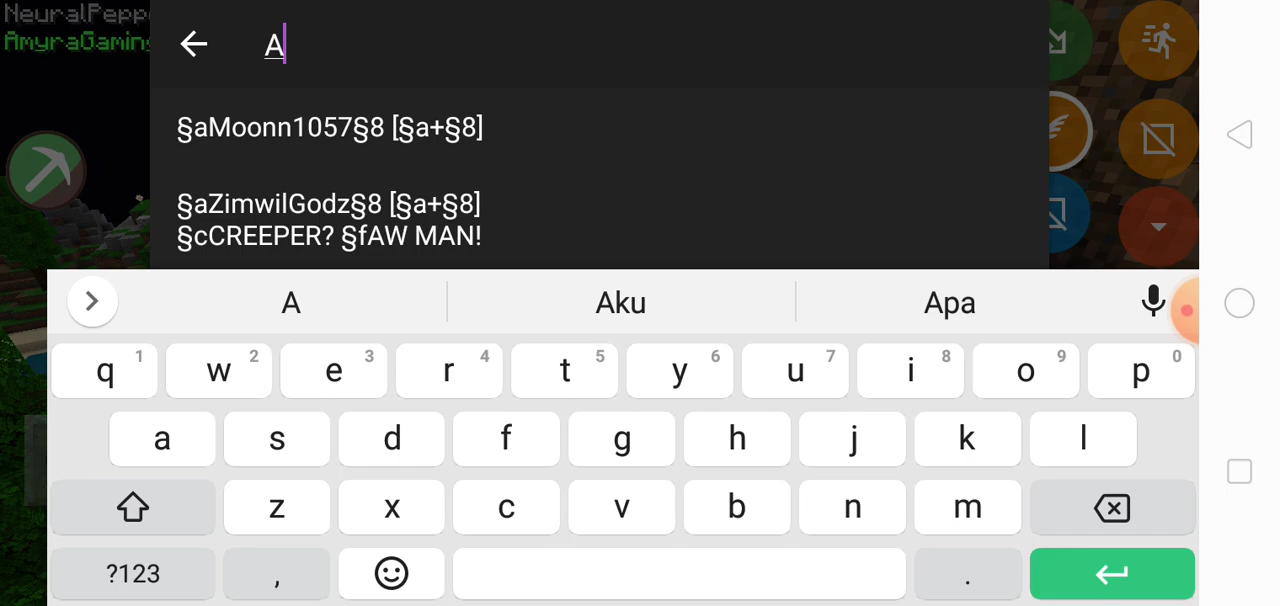 NeuralPepp
AmyraGaming
A
§aMoonn1057§8 [§a+§8]
§aZimwilGodz§8 [§a+§8]
§cCREEPER? §fAW MAN!
A Aku Apa
q 1 w 2 e 3 r 4 t 5 y 6 u 7 i 8 o 9 p 0
a s d f g h j k l
z x c v b n m
?123 , .